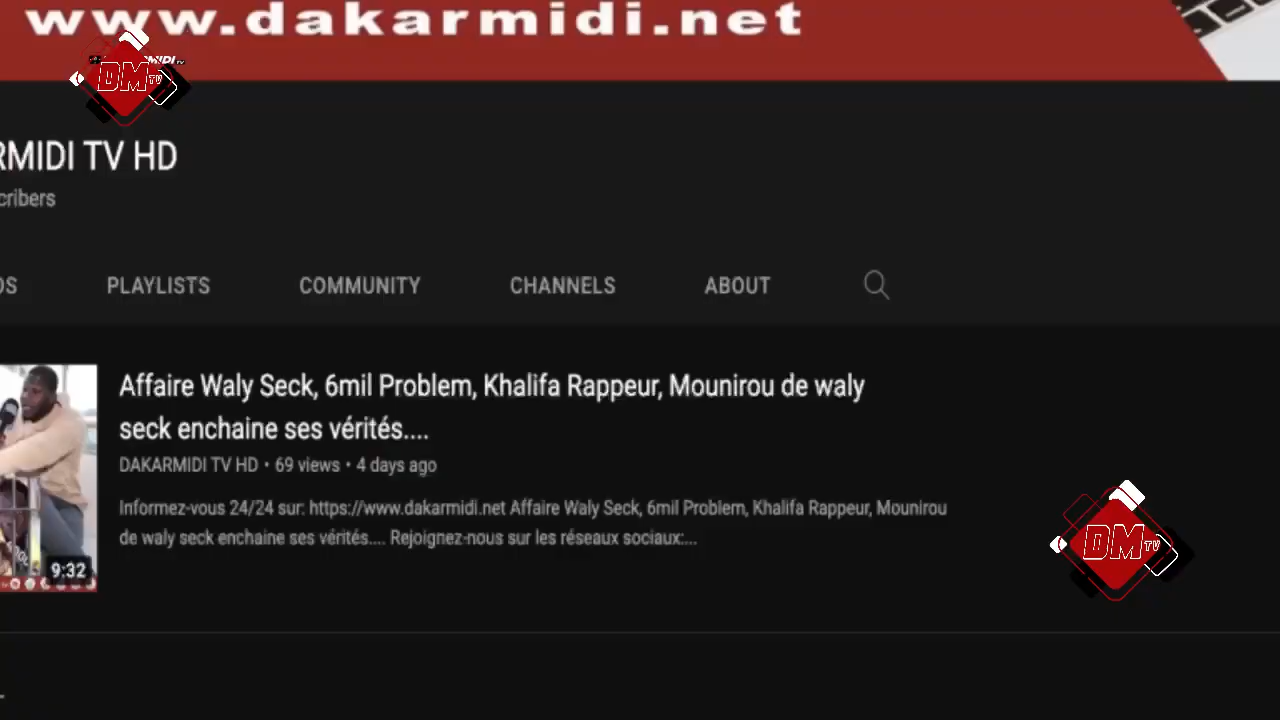 www.dakarmidi.net
DM TV
RMIDI TV HD
cribers
OS PLAYLISTS COMMUNITY CHANNELS ABOUT
Affaire Waly Seck, 6mil Problem, Khalifa Rappeur, Mounirou de waly
seck enchaine ses vérités....
DAKARMIDI TV HD • 69 views • 4 days ago
Informez-vous 24/24 sur: https://www.dakarmidi.net Affaire Waly Seck, 6mil Problem, Khalifa Rappeur, Mounirou
de waly seck enchaine ses vérités.... Rejoignez-nous sur les réseaux sociaux:...
9:32
DM TV